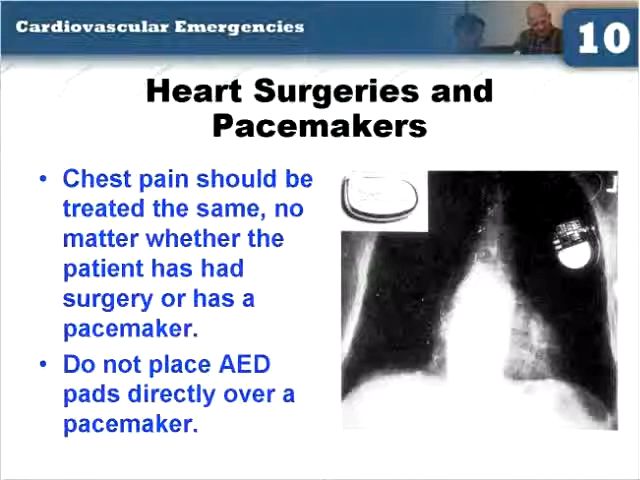 Cardiovascular Emergencies
10
Heart Surgeries and
Pacemakers
• Chest pain should be
treated the same, no
matter whether the
patient has had
surgery or has a
pacemaker.
• Do not place AED
pads directly over a
pacemaker.